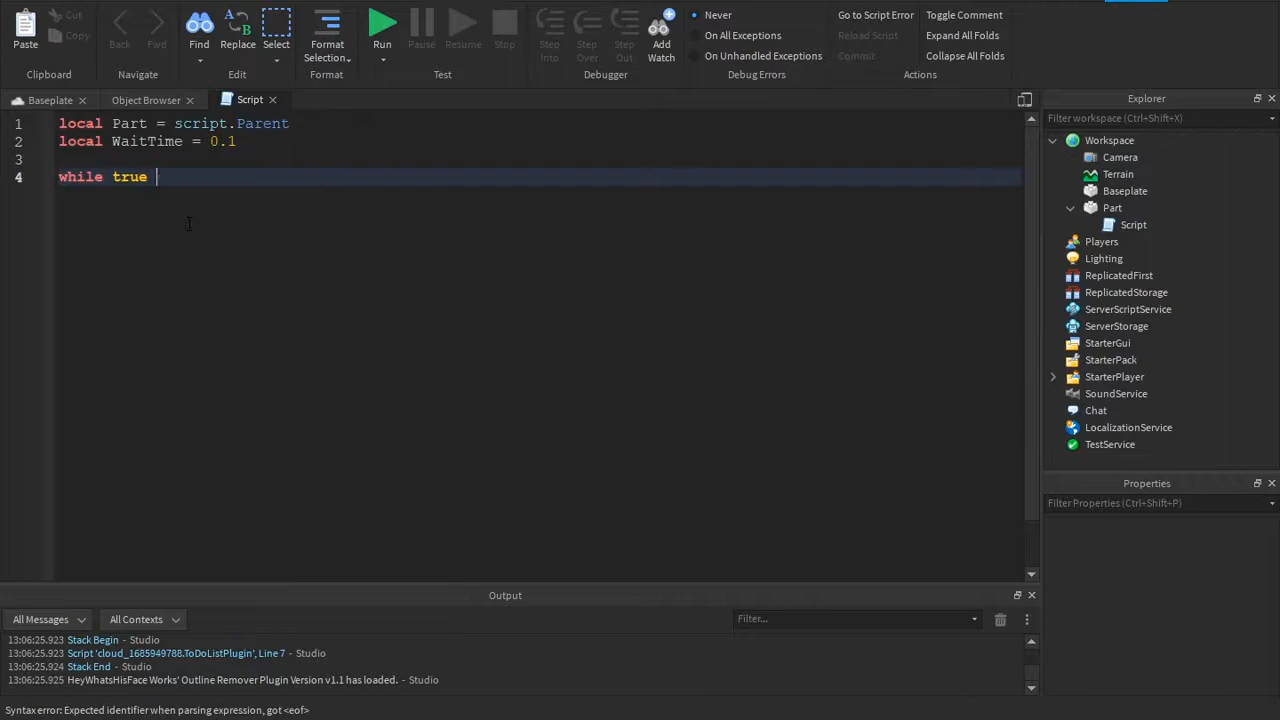 Paste
Cut
Copy
Clipboard
Back
Fwd
Navigate
Find
Replace
Select
Edit
Format
Selection
Format
Run
Pause
Resume
Stop
Test
Step
Into
Step
Over
Step
Out
Add
Watch
Debugger
Never
On All Exceptions
On Unhandled Exceptions
Debug Errors
Go to Script Error
Reload Script
Commit
Toggle Comment
Expand All Folds
Collapse All Folds
Actions
Baseplate
Object Browser
Script
1 local Part = script.Parent
2 local WaitTime = 0.1
3
4 while true
Explorer
Filter workspace (Ctrl+Shift+X)
Workspace
Camera
Terrain
Baseplate
Part
Script
Players
Lighting
ReplicatedFirst
ReplicatedStorage
ServerScriptService
ServerStorage
StarterGui
StarterPack
StarterPlayer
SoundService
Chat
LocalizationService
TestService
Properties
Filter Properties (Ctrl+Shift+P)
Output
All Messages
All Contexts
Filter...
13:06:25.923 Stack Begin - Studio
13:06:25.923 Script 'cloud_1685949788.ToDoListPlugin', Line 7 - Studio
13:06:25.924 Stack End - Studio
13:06:25.925 HeyWhatsHisFace Works' Outline Remover Plugin Version v1.1 has loaded. - Studio
Syntax error: Expected identifier when parsing expression, got <eof>